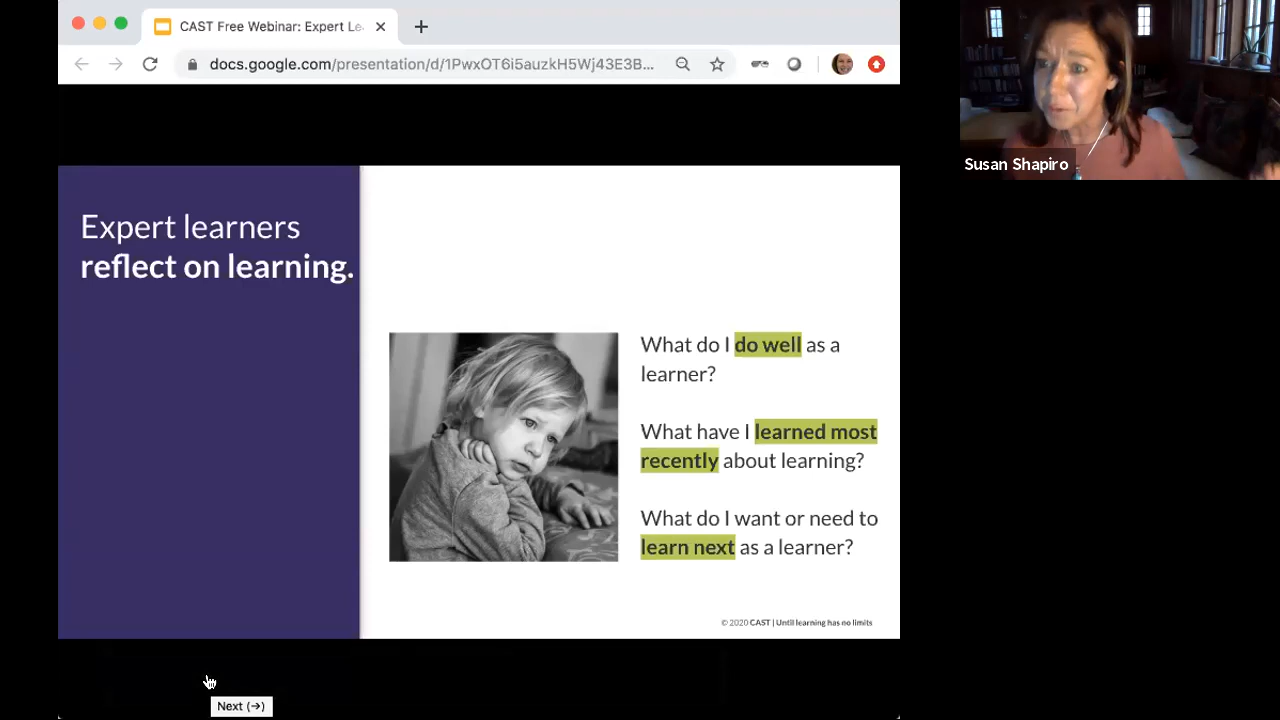 CAST Free Webinar: Expert Le
docs.google.com/presentation/d/1PwxOT6i5auzkH5Wj43E3B...
Susan Shapiro
Expert learners
reflect on learning.
What do I do well as a
learner?
What have I learned most
recently about learning?
What do I want or need to
learn next as a learner?
© 2020 CAST | Until learning has no limits
Next (→)